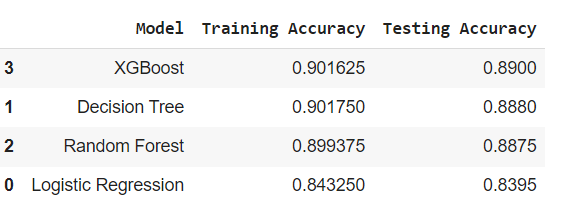 Model Training Accuracy Testing Accuracy
3 XGBoost 0.901625 0.8900
1 Decision Tree 0.901750 0.8880
2 Random Forest 0.899375 0.8875
0 Logistic Regression 0.843250 0.8395